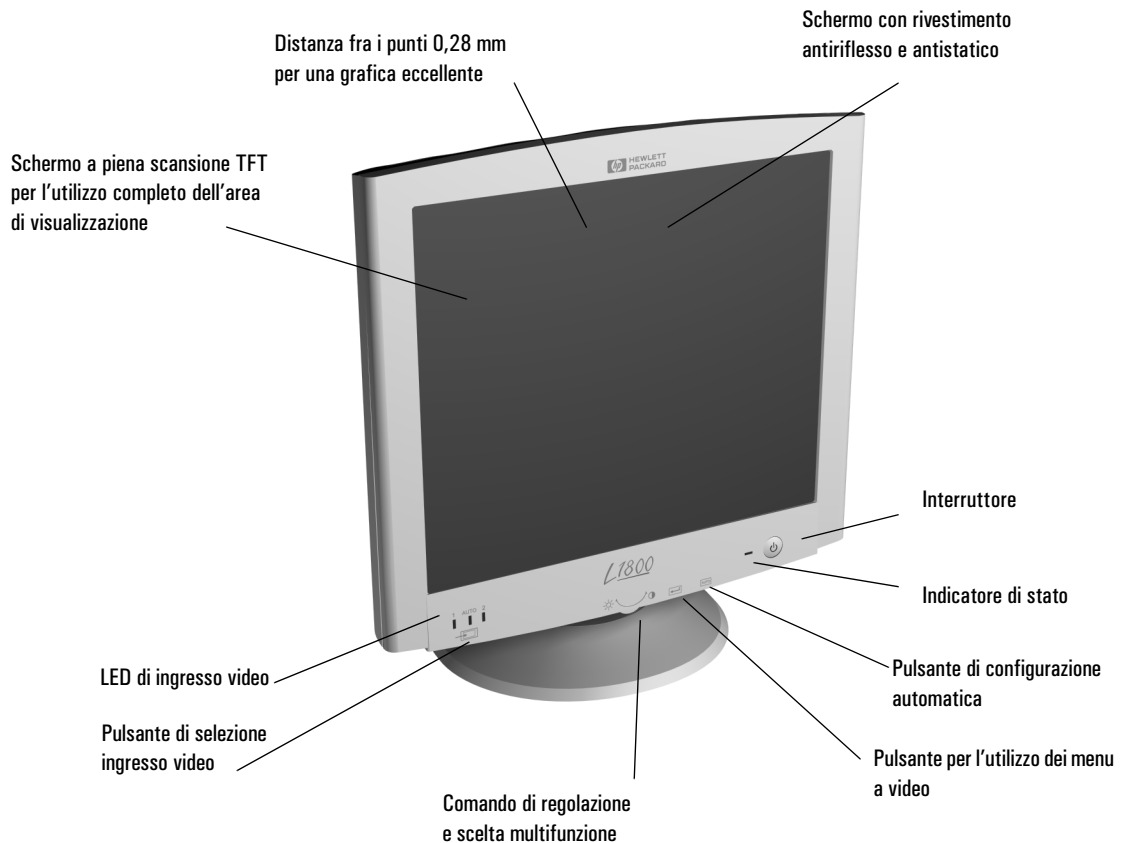 Schermo con rivestimento
antiriflesso e antistatico
Distanza fra i punti 0,28 mm
per una grafica eccellente
Schermo a piena scansione TFT
per l'utilizzo completo dell'area
di visualizzazione
hp HEWLETT
PACKARD
Interruttore
L1800
Indicatore di stato
1 AUTO 2
LED di ingresso video
Pulsante di configurazione
automatica
Pulsante di selezione
ingresso video
Pulsante per l'utilizzo dei menu
a video
Comando di regolazione
e scelta multifunzione